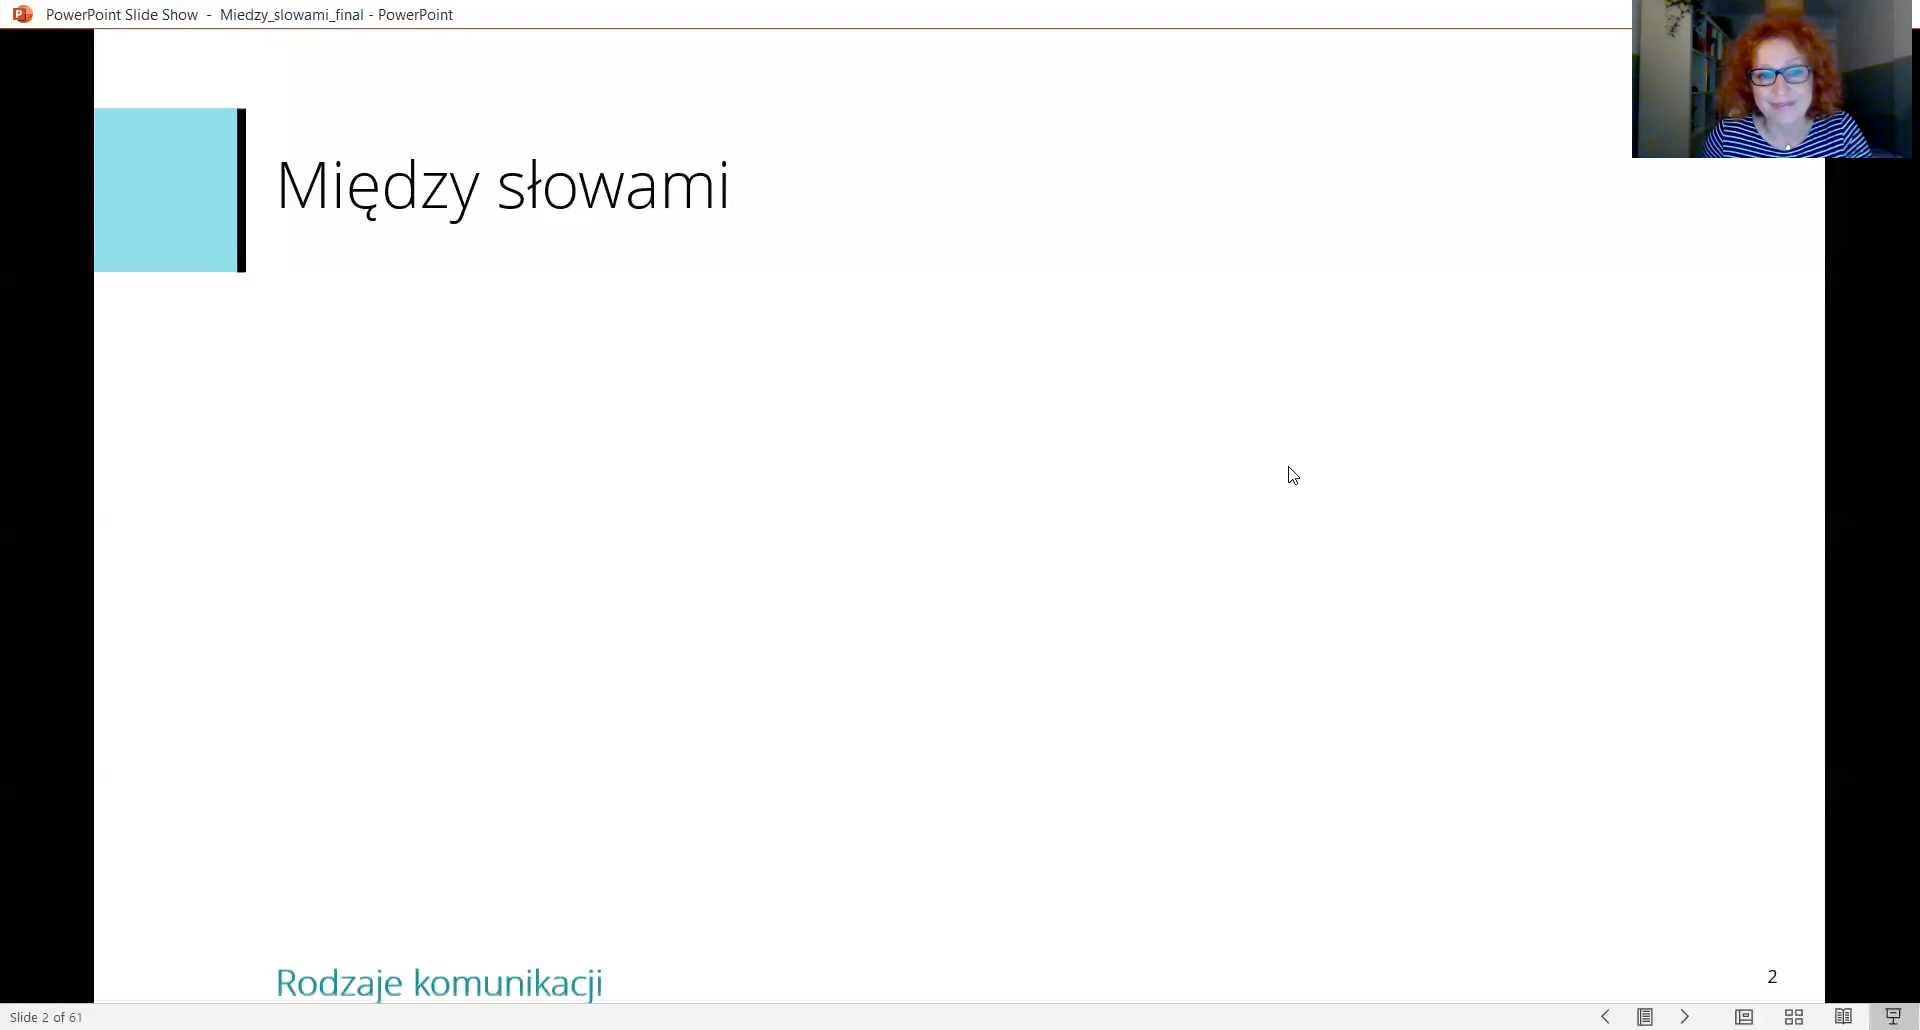 PowerPoint Slide Show - Miedzy_slowami_final - PowerPoint
Między słowami
Rodzaje komunikacji
2
Slide 2 of 61